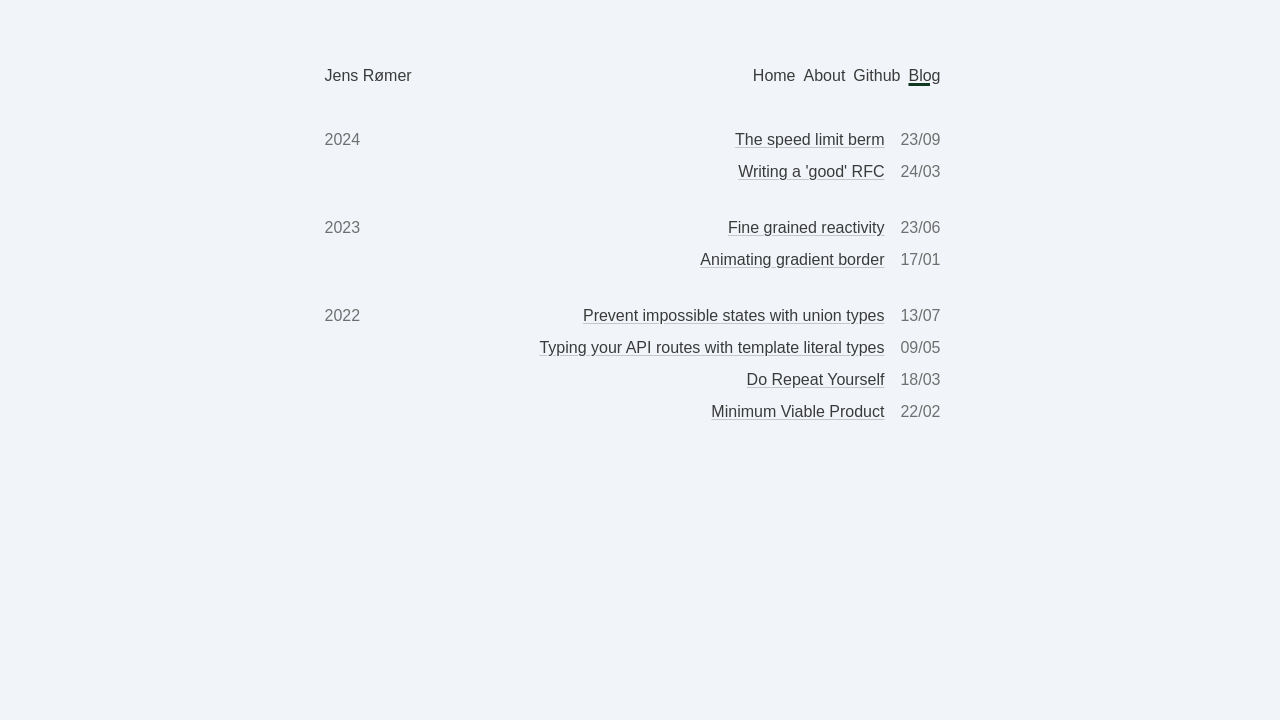 Jens Rømer Home About Github Blog
2024 The speed limit berm 23/09
Writing a 'good' RFC 24/03
2023 Fine grained reactivity 23/06
Animating gradient border 17/01
2022 Prevent impossible states with union types 13/07
Typing your API routes with template literal types 09/05
Do Repeat Yourself 18/03
Minimum Viable Product 22/02